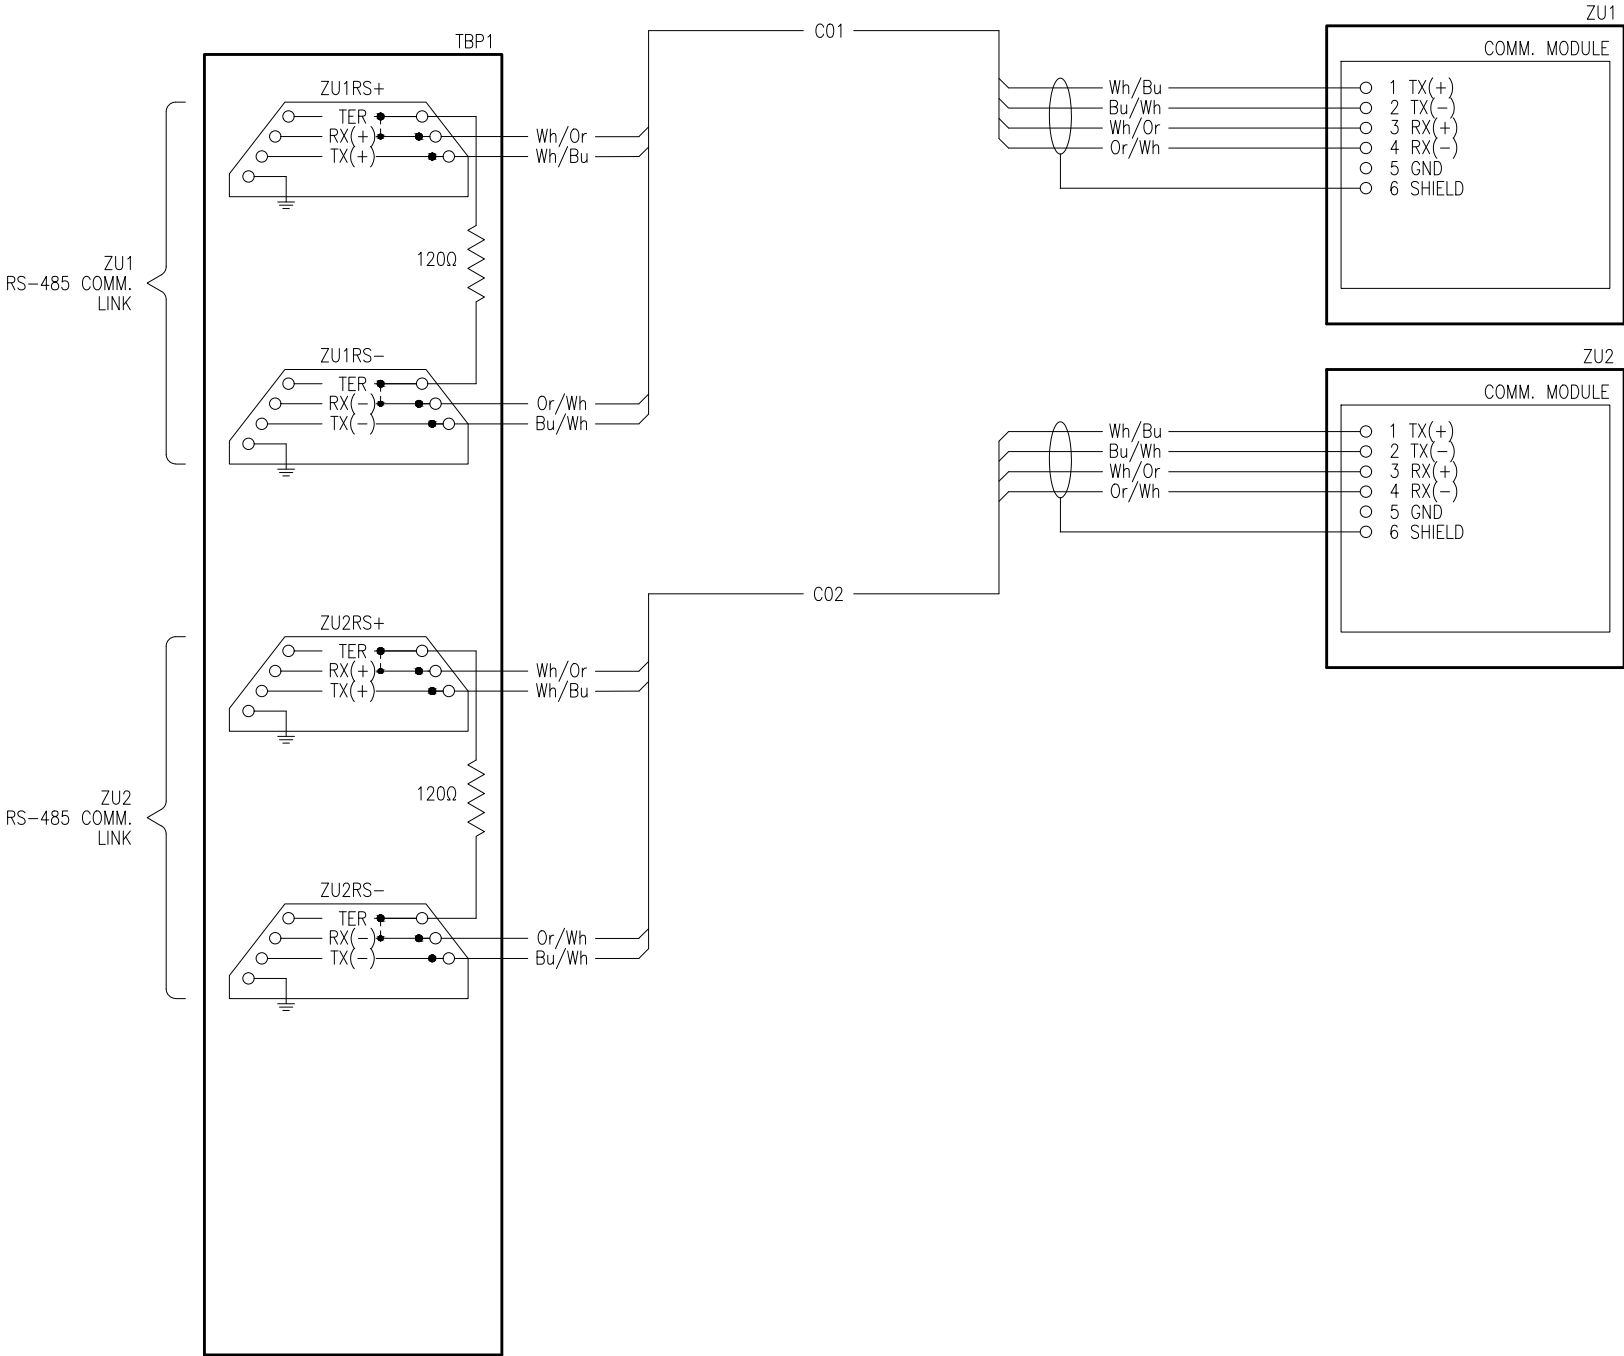 TBP1
ZU1RS+
TER
RX(+)
TX(+)
Wh/Or
Wh/Bu
120Ω
ZU1
RS-485 COMM.
LINK
ZU1RS-
TER
RX(-)
TX(-)
Or/Wh
Bu/Wh
ZU2RS+
TER
RX(+)
TX(+)
Wh/Or
Wh/Bu
120Ω
ZU2
RS-485 COMM.
LINK
ZU2RS-
TER
RX(-)
TX(-)
Or/Wh
Bu/Wh
C01
C02
ZU1
COMM. MODULE
Wh/Bu 1 TX(+)
Bu/Wh 2 TX(-)
Wh/Or 3 RX(+)
Or/Wh 4 RX(-)
5 GND
6 SHIELD
ZU2
COMM. MODULE
Wh/Bu 1 TX(+)
Bu/Wh 2 TX(-)
Wh/Or 3 RX(+)
Or/Wh 4 RX(-)
5 GND
6 SHIELD